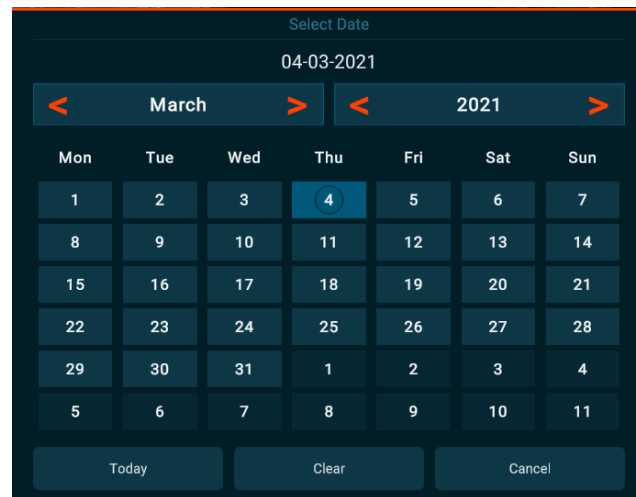 Select Date
04-03-2021
< March > < 2021 >
Mon Tue Wed Thu Fri Sat Sun
1 2 3 4 5 6 7
8 9 10 11 12 13 14
15 16 17 18 19 20 21
22 23 24 25 26 27 28
29 30 31 1 2 3 4
5 6 7 8 9 10 11
Today Clear Cancel